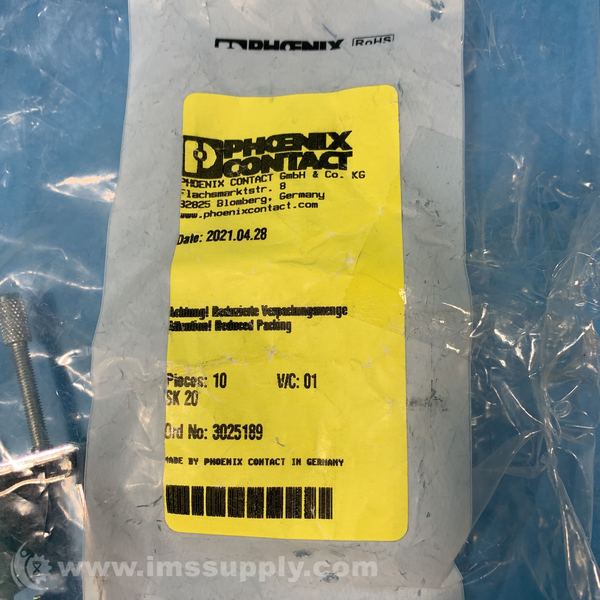 PHŒNIX RoHS
PHŒNIX
CONTACT
PHOENIX CONTACT GmbH & Co. KG
Flachsmarktstr. 8
32825 Blomberg, Germany
www.phoenixcontact.com
Date: 2021.04.28
Achtung! Reduzierte Verpackungsmenge
Attention! Reduced Packing
Pieces: 10 V/C: 01
SK 20
Ord No: 3025189
MADE BY PHOENIX CONTACT IN GERMANY
www.imssupply.com